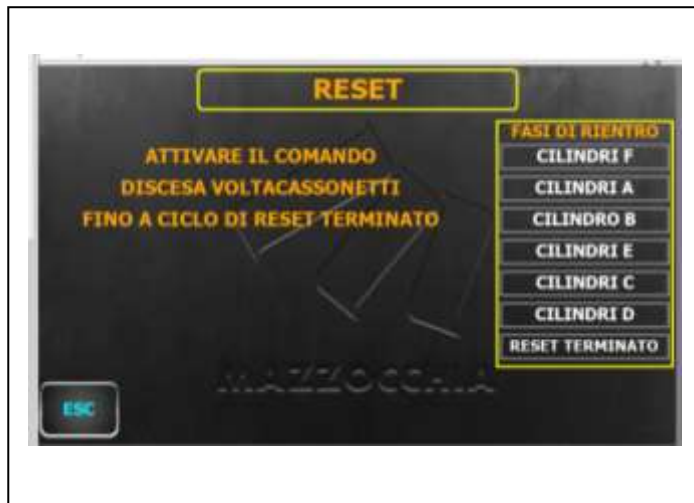 RESET
ATTIVARE IL COMANDO
DISCESA VOLTACASSONETTI
FINO A CICLO DI RESET TERMINATO
FASI DI RIENTRO
CILINDRI F
CILINDRI A
CILINDRO B
CILINDRI E
CILINDRI C
CILINDRI D
RESET TERMINATO
MAZZOCCHIA
ESC